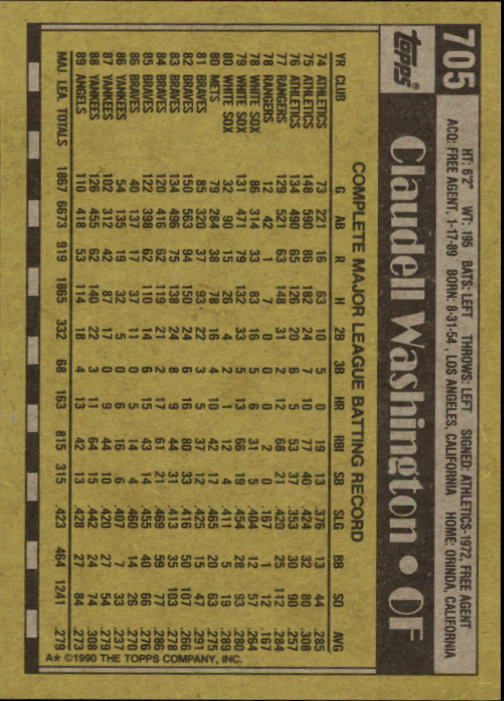 705
topps®
HT: 6'2" WT: 195 BATS: LEFT THROWS: LEFT SIGNED: ATHLETICS-1972, FREE AGENT
ACQ: FREE AGENT, 1-17-89 BORN: 8-31-54, LOS ANGELES, CALIFORNIA HOME: ORINDA, CALIFORNIA
Claudell Washington • OF
COMPLETE MAJOR LEAGUE BATTING RECORD
YR CLUB G AB R H 2B 3B HR RBI SB SLG BB SO AVG
74 ATHLETICS 73 221 16 63 10 5 0 19 .376 13 44 .285
75 ATHLETICS 148 590 86 182 24 7 10 77 40 .424 32 80 .308
76 ATHLETICS 134 490 65 126 20 6 5 53 37 .353 30 90 .257
77 RANGERS 129 521 63 148 31 2 12 68 21 .420 25 112 .284
78 RANGERS 12 42 1 7 0 0 0 2 0 .167 1 12 .167
78 WHITE SOX 86 314 33 83 16 5 6 31 5 .404 12 57 .264
79 WHITE SOX 131 471 79 132 33 5 13 66 19 .454 28 93 .280
80 WHITE SOX 32 90 15 26 4 2 1 12 4 .411 5 19 .289
80 METS 79 284 38 78 16 4 10 42 17 .465 20 63 .275
81 BRAVES 85 320 37 93 22 3 5 37 12 .425 15 47 .291
82 BRAVES 150 563 94 150 24 6 16 80 33 .416 50 107 .266
83 BRAVES 134 496 75 138 24 8 9 44 31 .413 35 103 .278
84 BRAVES 120 416 62 119 21 2 17 61 21 .469 59 77 .286
85 BRAVES 122 398 62 110 14 6 15 43 14 .455 40 66 .276
86 BRAVES 40 137 17 37 11 0 5 14 4 .460 14 26 .270
86 YANKEES 54 135 19 32 5 0 6 16 6 .407 7 33 .237
87 YANKEES 102 312 42 87 17 0 9 44 10 .420 27 54 .279
88 YANKEES 126 455 62 140 22 3 11 64 15 .442 24 74 .308
89 ANGELS 110 418 53 114 18 4 13 42 13 .428 27 84 .273
MAJ. LEA. TOTALS 1867 6673 919 1865 332 68 163 815 315 .423 464 1241 .279
A★ ©1990 THE TOPPS COMPANY, INC.